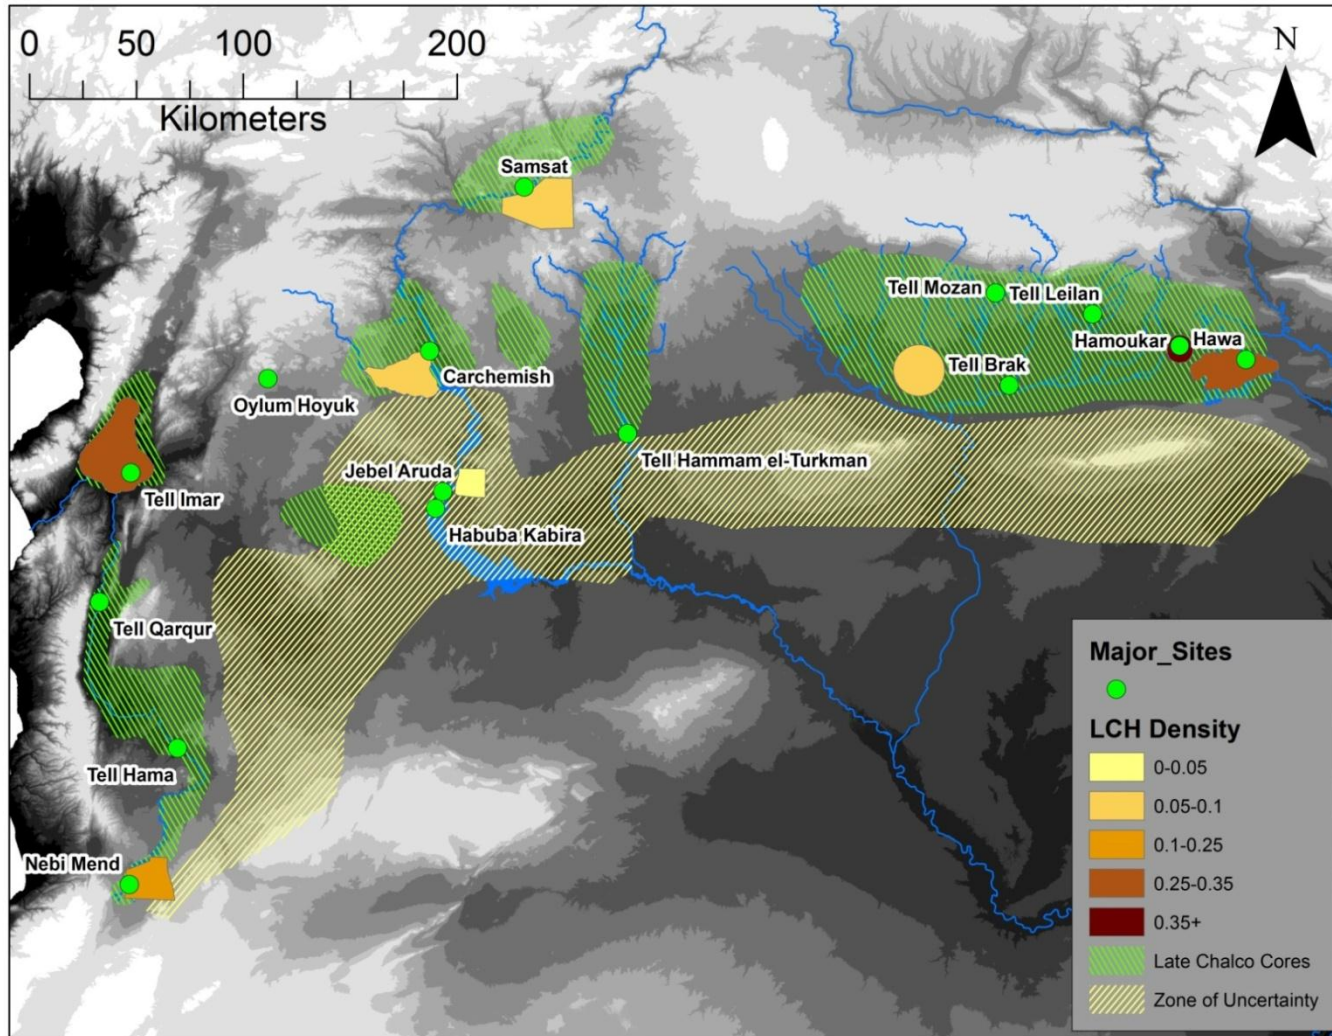 0 50 100 200
Kilometers
N
Samsat
Tell Mozan
Tell Leilan
Hamoukar
Hawa
Tell Brak
Carchemish
Oylum Hoyuk
Tell Hammam el-Turkman
Jebel Aruda
Tell Imar
Habuba Kabira
Tell Qarqur
Tell Hama
Nebi Mend
Major_Sites
LCH Density
0-0.05
0.05-0.1
0.1-0.25
0.25-0.35
0.35+
Late Chalco Cores
Zone of Uncertainty